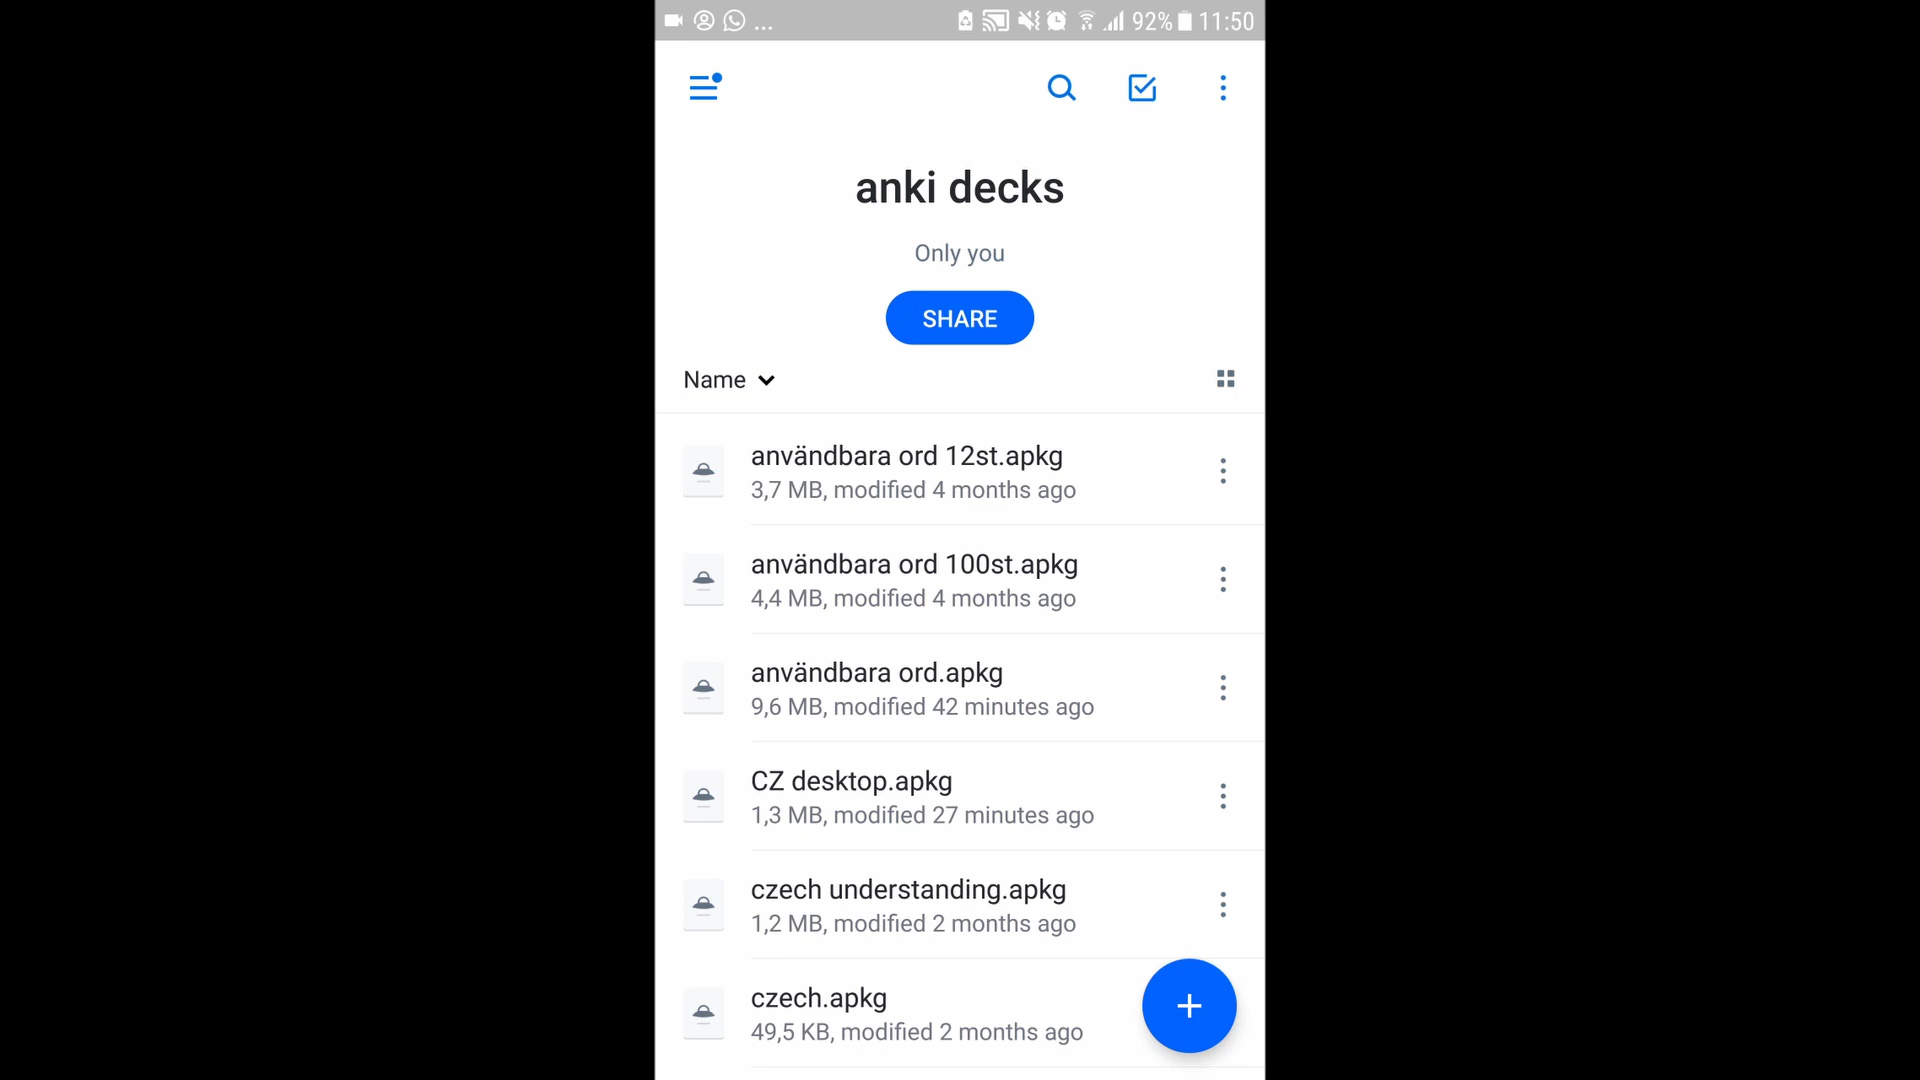 ... 92% 11:50
anki decks
Only you
SHARE
Name
användbara ord 12st.apkg
3,7 MB, modified 4 months ago
användbara ord 100st.apkg
4,4 MB, modified 4 months ago
användbara ord.apkg
9,6 MB, modified 42 minutes ago
CZ desktop.apkg
1,3 MB, modified 27 minutes ago
czech understanding.apkg
1,2 MB, modified 2 months ago
czech.apkg
49,5 KB, modified 2 months ago